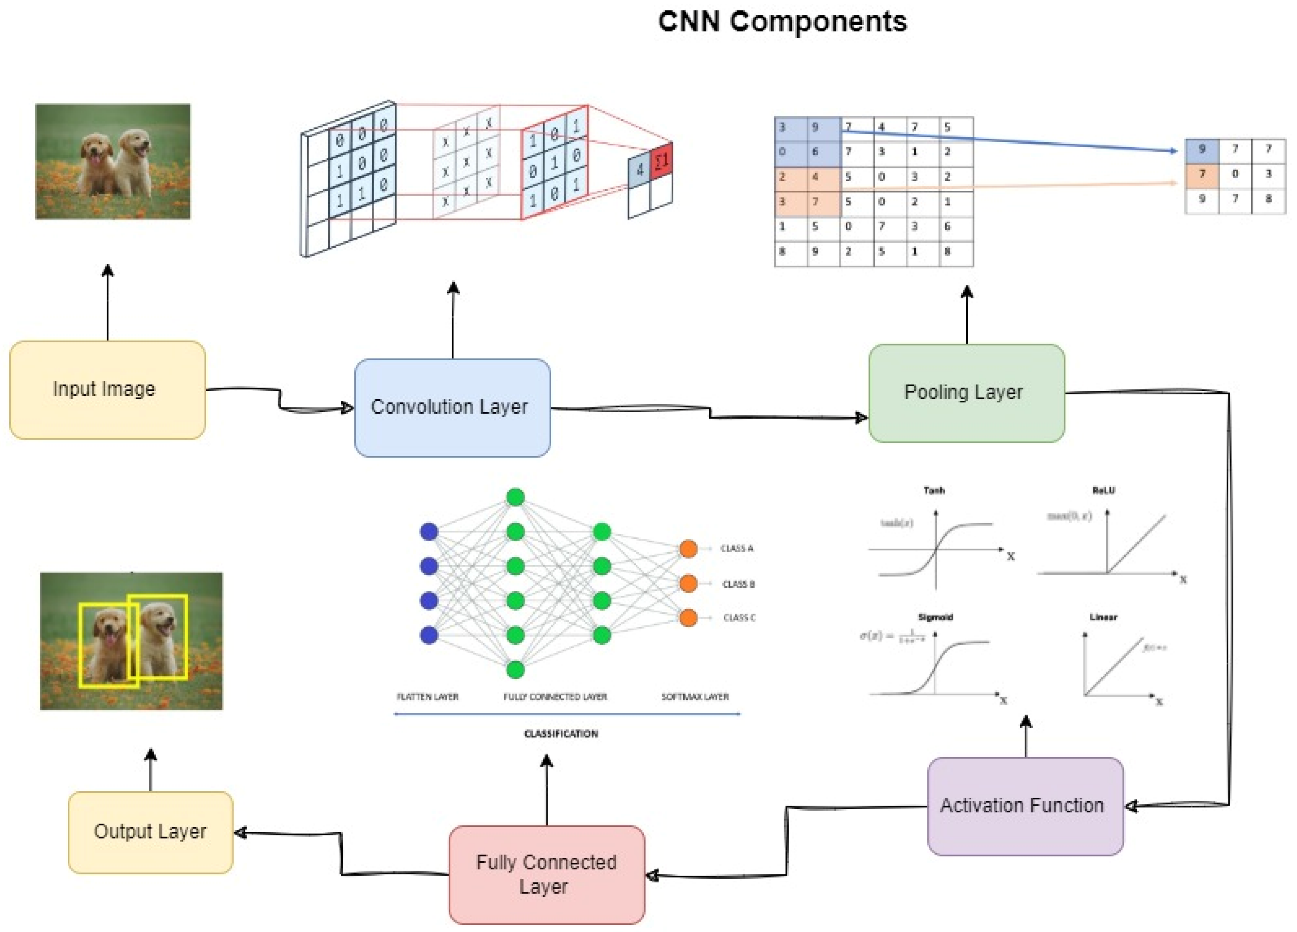 CNN Components
0 0 0
1 0 0
1 1 0
x x x
x x x
x x x
1 0 1
0 1 0
1 0 1
4 Σ1
3 9 7 4 7 5
0 6 7 3 1 2
2 4 5 0 3 2
3 7 5 0 2 1
1 5 0 7 3 6
8 9 2 5 1 8
9 7 7
7 0 3
9 7 8
Input Image
Convolution Layer
Pooling Layer
CLASS A
CLASS B
CLASS C
FLATTEN LAYER
FULLY CONNECTED LAYER
SOFTMAX LAYER
CLASSIFICATION
Tanh
tanh(x)
X
ReLU
max(0, x)
X
Sigmoid
σ(x) = 1/1+e^-x
X
Linear
f(x) = x
X
Output Layer
Fully Connected
Layer
Activation Function